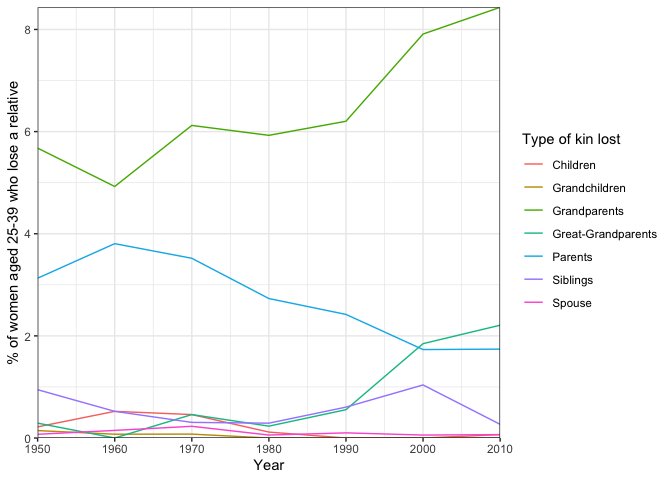 % of women aged 25-39 who lose a relative
8
6
4
2
0
1950 1960 1970 1980 1990 2000 2010
Year
Type of kin lost
Children
Grandchildren
Grandparents
Great-Grandparents
Parents
Siblings
Spouse